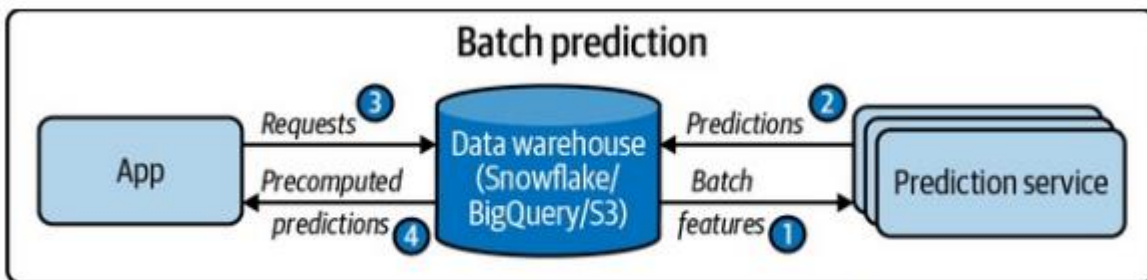 Batch prediction
App
Requests 3
Precomputed
predictions 4
Data warehouse
(Snowflake/
BigQuery/S3)
Predictions 2
Batch
features 1
Prediction service